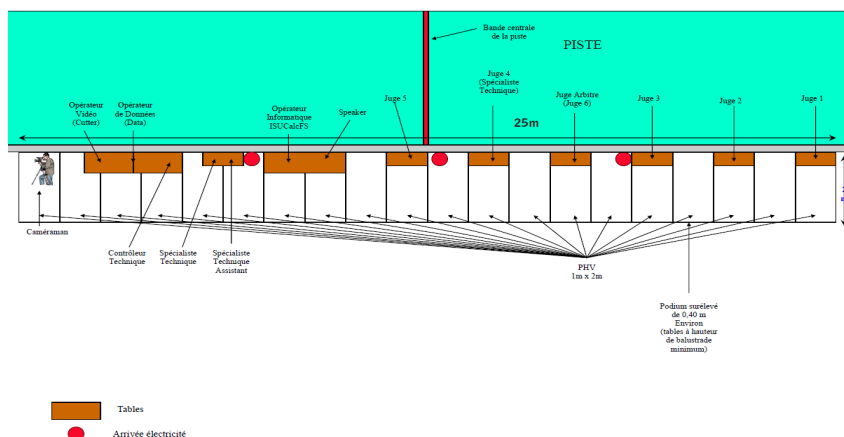 Bande centrale
de la piste
PISTE
Opérateur
Vidéo
(Cutter)
Opérateur
de Données
(Data)
Opérateur
Informatique
ISUCalcFS
Speaker
Juge 5
Juge 4
(Spécialiste
Technique)
Juge Arbitre
(Juge 6)
Juge 3
Juge 2
Juge 1
25m
Caméraman
Contrôleur
Technique
Spécialiste
Technique
Spécialiste
Technique
Assistant
PHV
1m x 2m
Podium surélevé
de 0,40 m
Environ
(tables à hauteur
de balustrade
minimum)
Tables
Arrivée électricité